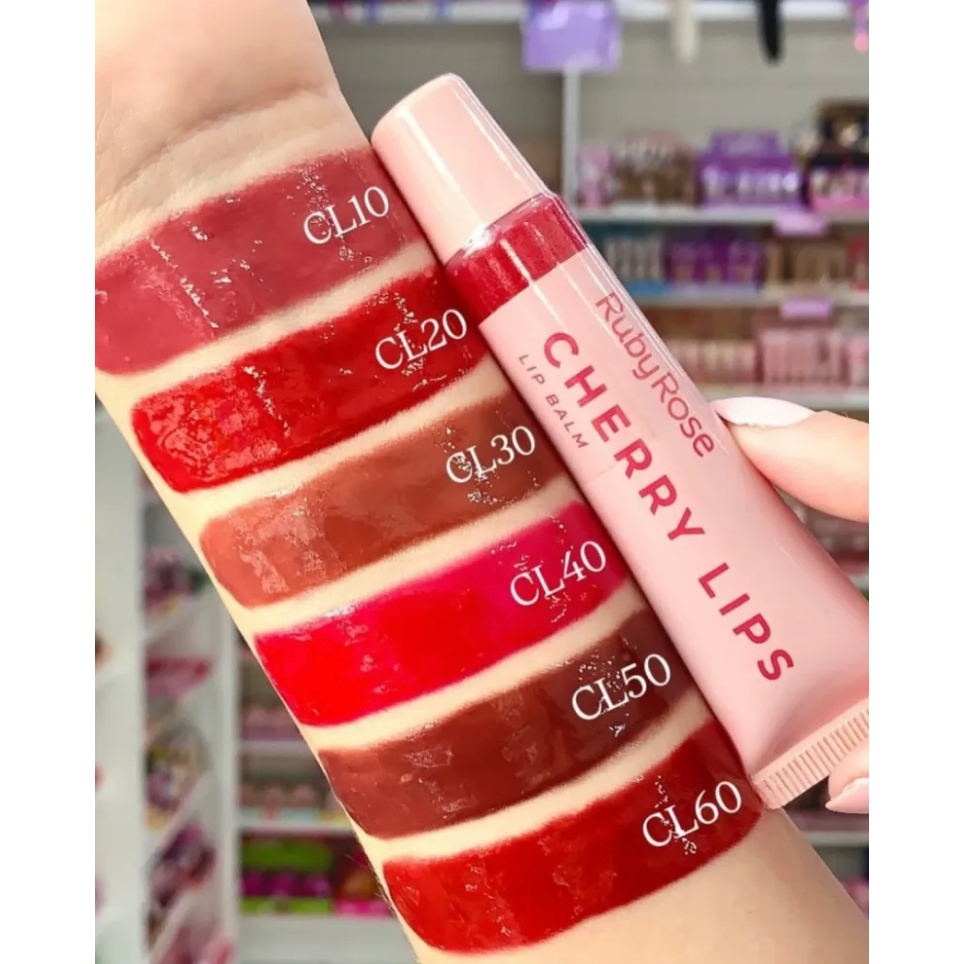 CL10
CL20
CL30
CL40
CL50
CL60
RubyRose
CHERRY LIPS
LIP BALM